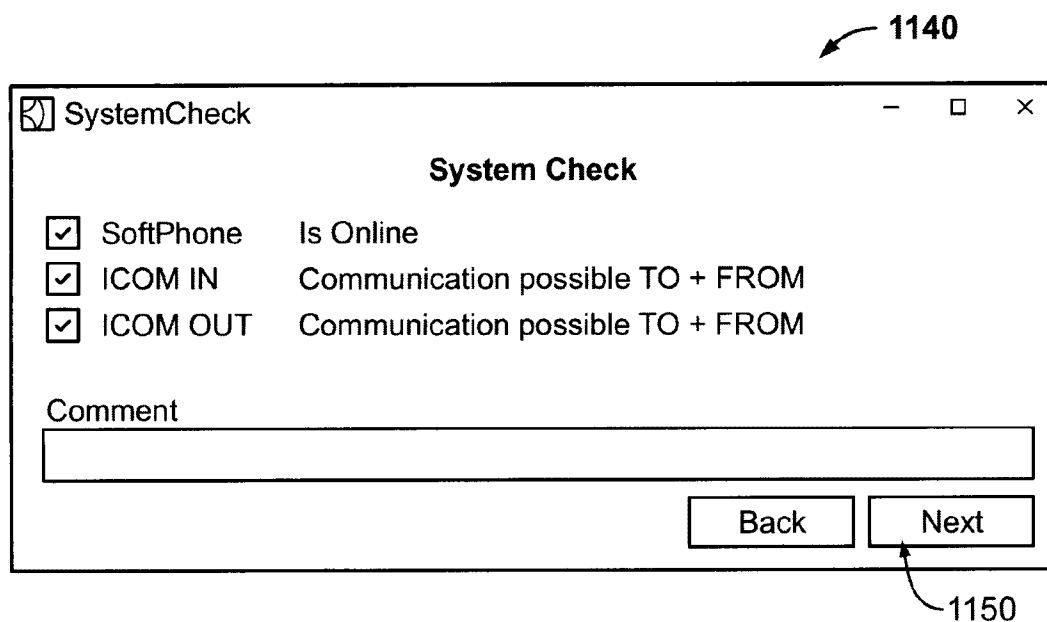 1140
SystemCheck
System Check
SoftPhone Is Online
ICOM IN Communication possible TO + FROM
ICOM OUT Communication possible TO + FROM
Comment
Back Next
1150